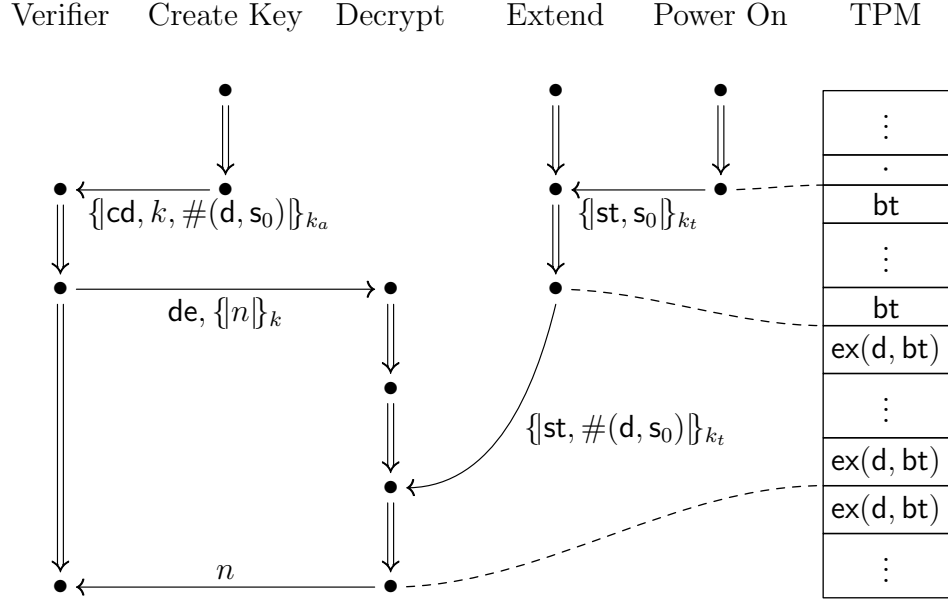 Verifier Create Key Decrypt Extend Power On TPM
⋮
·
{|cd, k, #(d, s₀)|}ₖₐ {|st, s₀|}ₖₜ bt
⋮
de, {|n|}ₖ bt
ex(d, bt)
⋮
{|st, #(d, s₀)|}ₖₜ
ex(d, bt)
ex(d, bt)
n ⋮